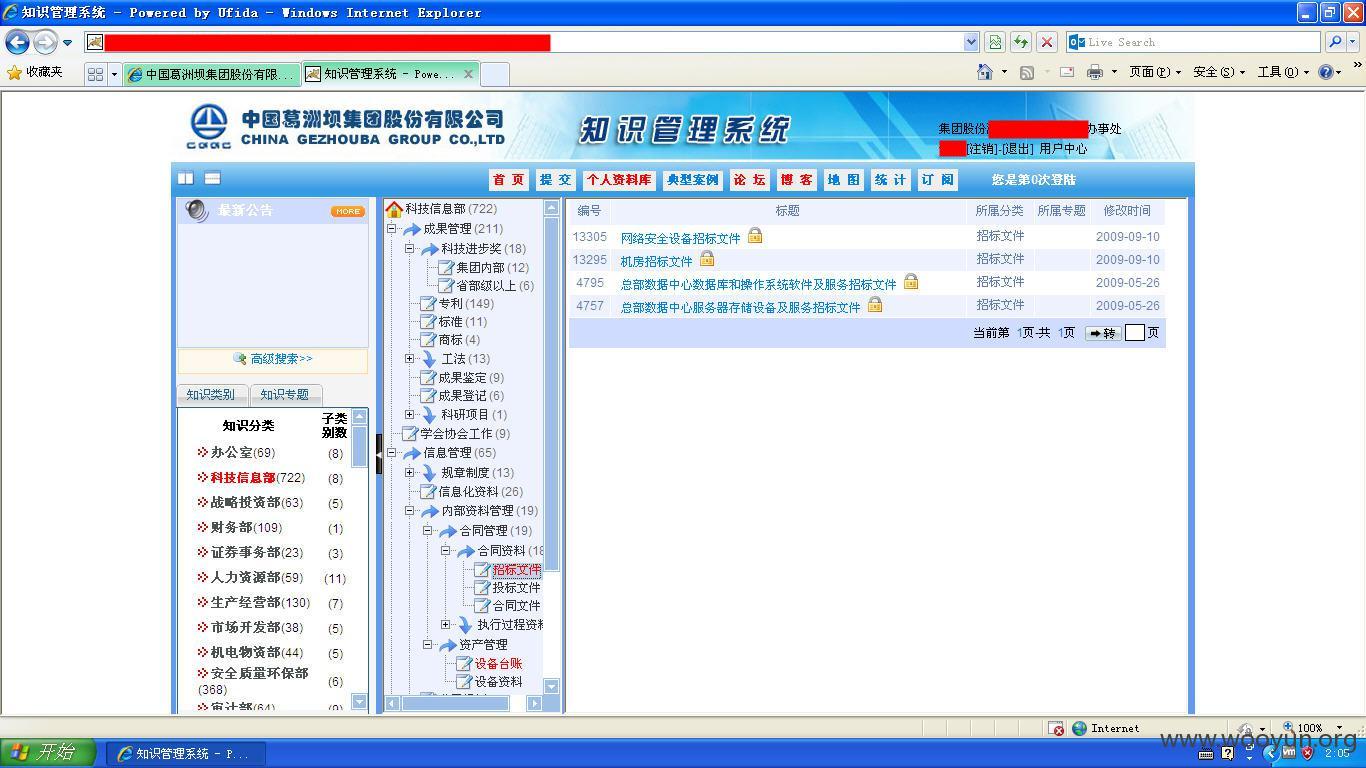 知识管理系统 - Powered by Ufida - Windows Internet Explorer
Live Search
收藏夹
中国葛洲坝集团股份有限...
知识管理系统 - Powe...
页面(P)
安全(S)
工具(O)
中国葛洲坝集团股份有限公司
CHINA GEZHOUBA GROUP CO.,LTD
知识管理系统
集团股份
办事处
[注销]-[退出] 用户中心
首 页
提 交
个人资料库
典型案例
论 坛
博 客
地 图
统 计
订 阅
您是第0次登陆
最新公告
MORE
高级搜索>>
知识类别
知识专题
知识分类
子类别数
办公室(69) (8)
科技信息部(722) (8)
战略投资部(63) (5)
财务部(109) (1)
证券事务部(23) (3)
人力资源部(59) (11)
生产经营部(130) (7)
市场开发部(38) (5)
机电物资部(44) (5)
安全质量环保部(368) (6)
审计部(64)
科技信息部(722)
成果管理(211)
科技进步奖(18)
集团内部(12)
省部级以上(6)
专利(149)
标准(11)
商标(4)
工法(13)
成果鉴定(9)
成果登记(6)
科研项目(1)
学会协会工作(9)
信息管理(65)
规章制度(13)
信息化资料(26)
内部资料管理(19)
合同管理(19)
合同资料(18
招标文件
投标文件
合同文件
执行过程资料
资产管理
设备台账
设备资料
编号 标题 所属分类 所属专题 修改时间
13305 网络安全设备招标文件 招标文件 2009-09-10
13295 机房招标文件 招标文件 2009-09-10
4795 总部数据中心数据库和操作系统软件及服务招标文件 招标文件 2009-05-26
4757 总部数据中心服务器存储设备及服务招标文件 招标文件 2009-05-26
当前第 1页-共 1页 转 页
Internet
100%
开始
知识管理系统 - P...
2:05
www.wooyun.org